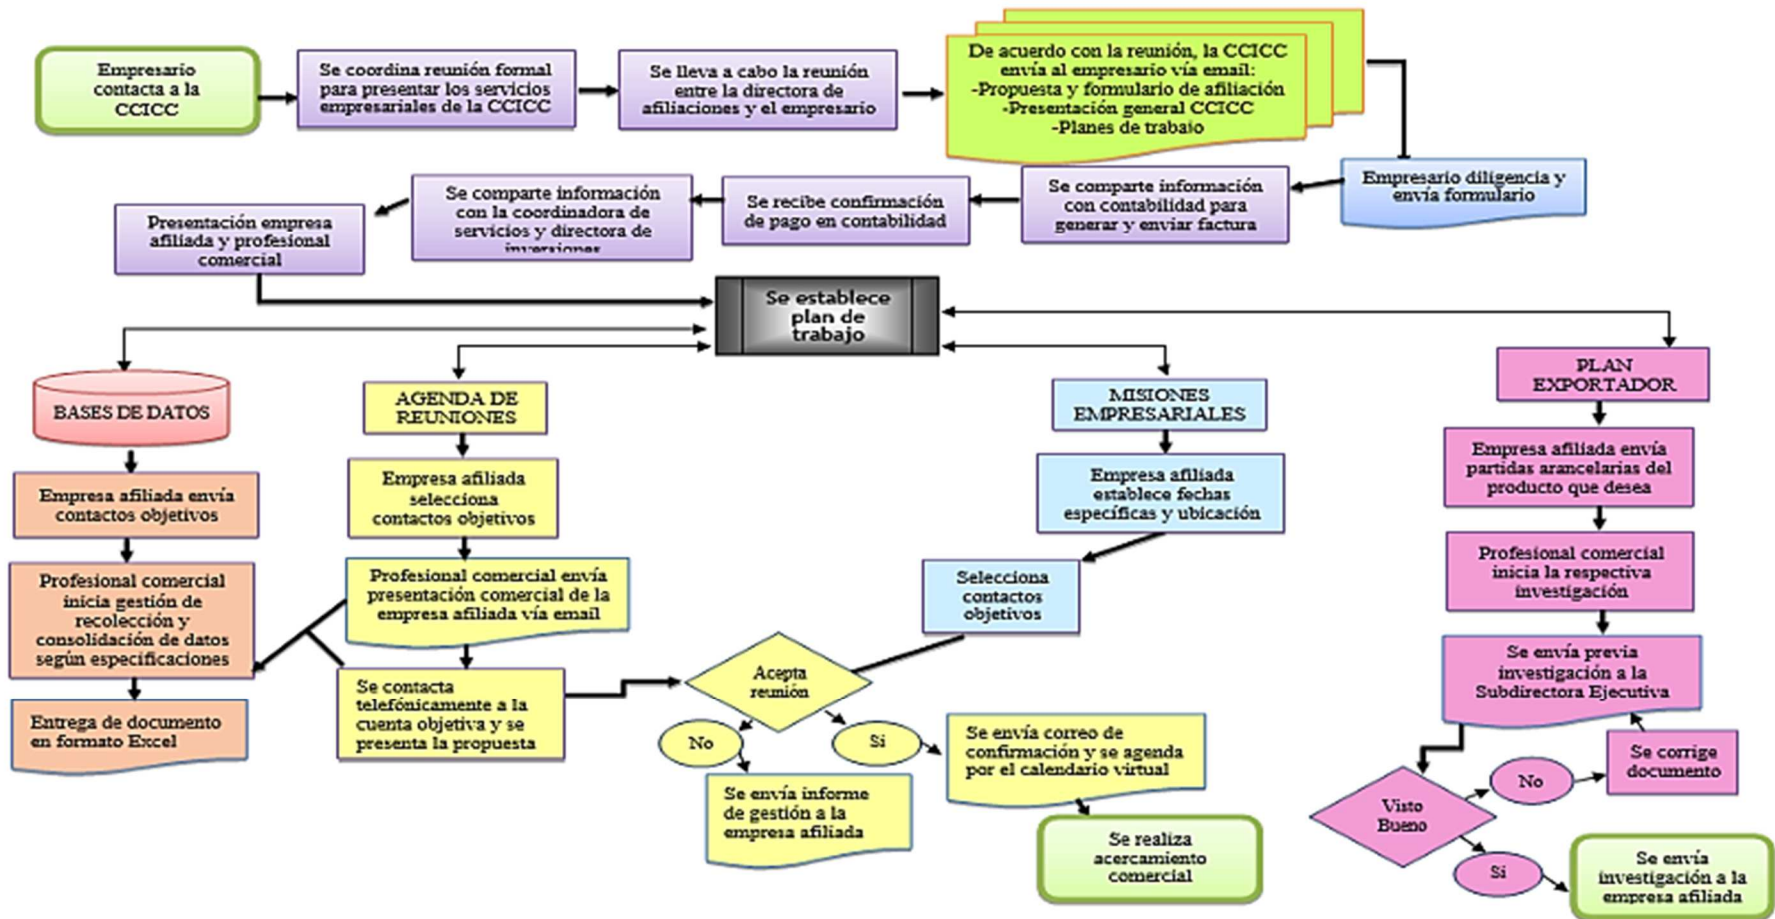 Empresario
contacta a la
CCICC
Se coordina reunión formal
para presentar los servicios
empresariales de la CCICC
Se lleva a cabo la reunión
entre la directora de
afiliaciones y el empresario
De acuerdo con la reunión, la CCICC
envía al empresario vía email:
-Propuesta y formulario de afiliación
-Presentación general CCICC
-Planes de trabajo
Empresario diligencia y
envía formulario
Se comparte información
con contabilidad para
generar y enviar factura
Se recibe confirmación
de pago en contabilidad
Se comparte información
con la coordinadora de
servicios y directora de
inversiones
Presentación empresa
afiliada y profesional
comercial
Se establece
plan de
trabajo
BASES DE DATOS
Empresa afiliada envía
contactos objetivos
Profesional comercial
inicia gestión de
recolección y
consolidación de datos
según especificaciones
Entrega de documento
en formato Excel
AGENDA DE
REUNIONES
Empresa afiliada
selecciona
contactos objetivos
Profesional comercial envía
presentación comercial de la
empresa afiliada vía email
Se contacta
telefónicamente a la
cuenta objetiva y se
presenta la propuesta
Acepta
reunión
No
Si
Se envía informe
de gestión a la
empresa afiliada
Se envía correo de
confirmación y se agenda
por el calendario virtual
Se realiza
acercamiento
comercial
MISIONES
EMPRESARIALES
Empresa afiliada
establece fechas
específicas y ubicación
Selecciona
contactos
objetivos
PLAN
EXPORTADOR
Empresa afiliada envía
partidas arancelarias del
producto que desea
Profesional comercial
inicia la respectiva
investigación
Se envía previa
investigación a la
Subdirectora Ejecutiva
Visto
Bueno
No
Se corrige
documento
Si
Se envía
investigación a la
empresa afiliada